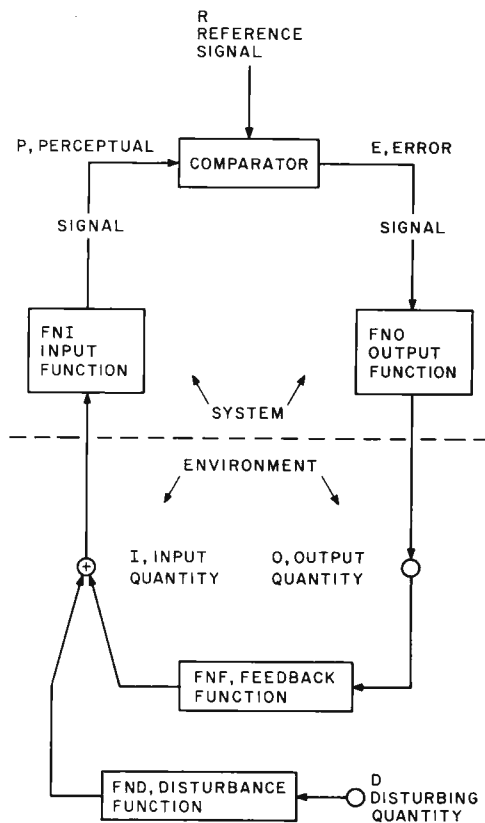 R
REFERENCE
SIGNAL
P, PERCEPTUAL
SIGNAL
COMPARATOR
E, ERROR
SIGNAL
FNI
INPUT
FUNCTION
FNO
OUTPUT
FUNCTION
SYSTEM
ENVIRONMENT
+
I, INPUT
QUANTITY
O, OUTPUT
QUANTITY
FNF, FEEDBACK
FUNCTION
FND, DISTURBANCE
FUNCTION
D
DISTURBING
QUANTITY